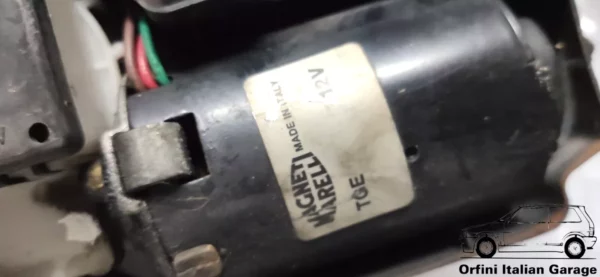 MAGNETI
MARELLI
MADE IN ITALY
TGE
12V
Orfini Italian Garage